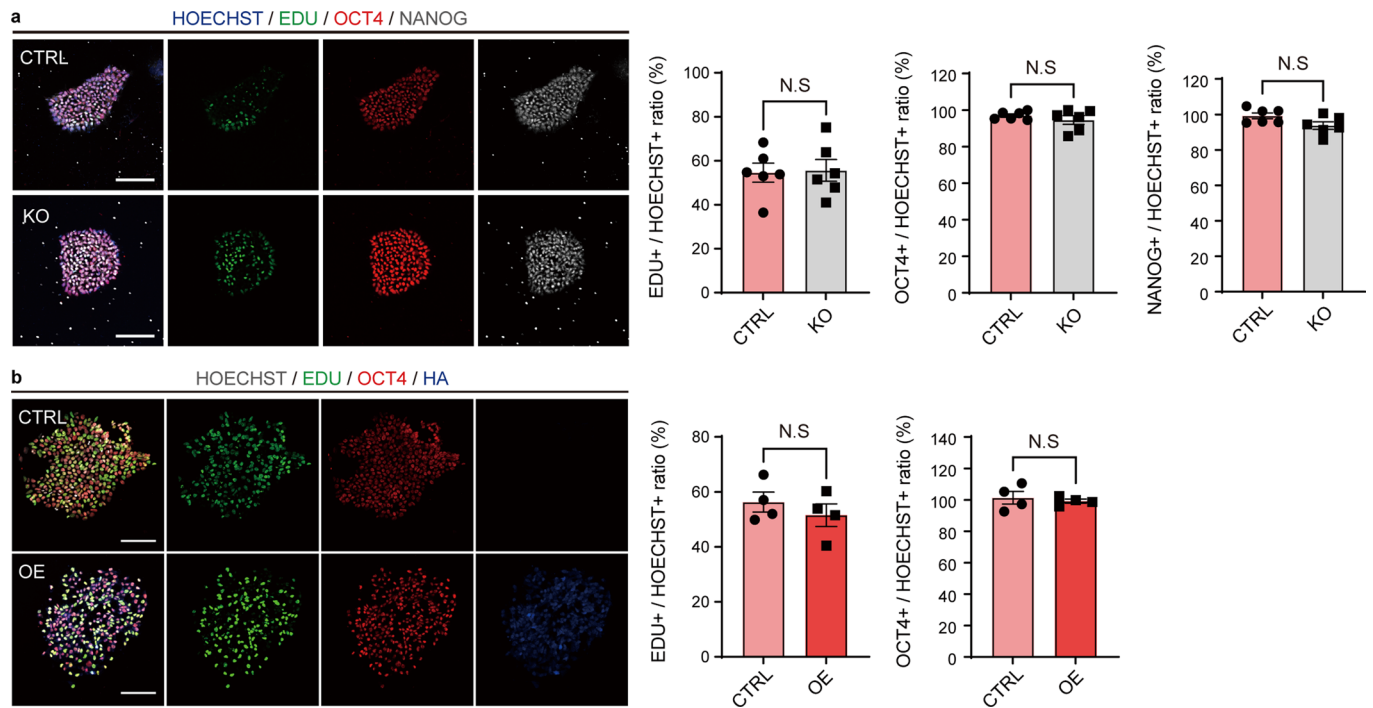 a
HOECHST / EDU / OCT4 / NANOG
CTRL
KO
EDU+ / HOECHST+ ratio (%)
100
80
60
40
20
0
N.S
CTRL
KO
OCT4+ / HOECHST+ ratio (%)
120
100
80
60
40
20
0
N.S
CTRL
KO
NANOG+ / HOECHST+ ratio (%)
120
100
80
60
40
20
0
N.S
CTRL
KO
b
HOECHST / EDU / OCT4 / HA
CTRL
OE
EDU+ / HOECHST+ ratio (%)
80
60
40
20
0
N.S
CTRL
OE
OCT4+ / HOECHST+ ratio (%)
140
120
100
80
60
40
20
0
N.S
CTRL
OE